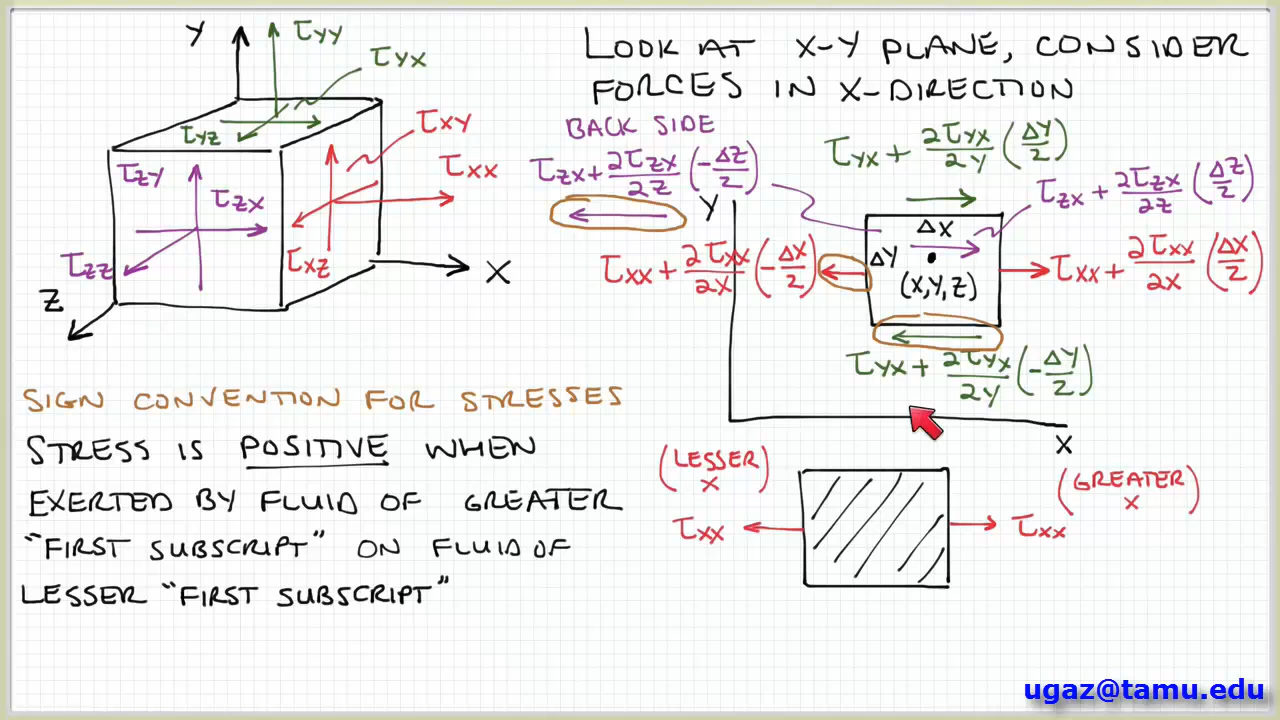 LOOK AT X-Y PLANE, CONSIDER
FORCES IN X-DIRECTION
Y
τyy
τyx
τyz
τxy
τxx
τxz
τzy
τzx
τzz
X
Z
BACK SIDE
τzx + ∂τzx/∂z (-Δz/2)
τyx + ∂τyx/∂y (Δy/2)
τzx + ∂τzx/∂z (Δz/2)
Y
τxx + ∂τxx/∂x (-Δx/2)
Δx
Δy
(x,y,z)
τxx + ∂τxx/∂x (Δx/2)
τyx + ∂τyx/∂y (-Δy/2)
X
SIGN CONVENTION FOR STRESSES
STRESS IS POSITIVE WHEN
EXERTED BY FLUID OF GREATER
"FIRST SUBSCRIPT" ON FLUID OF
LESSER "FIRST SUBSCRIPT"
(LESSER
X)
(GREATER
X)
τxx
τxx
ugaz@tamu.edu